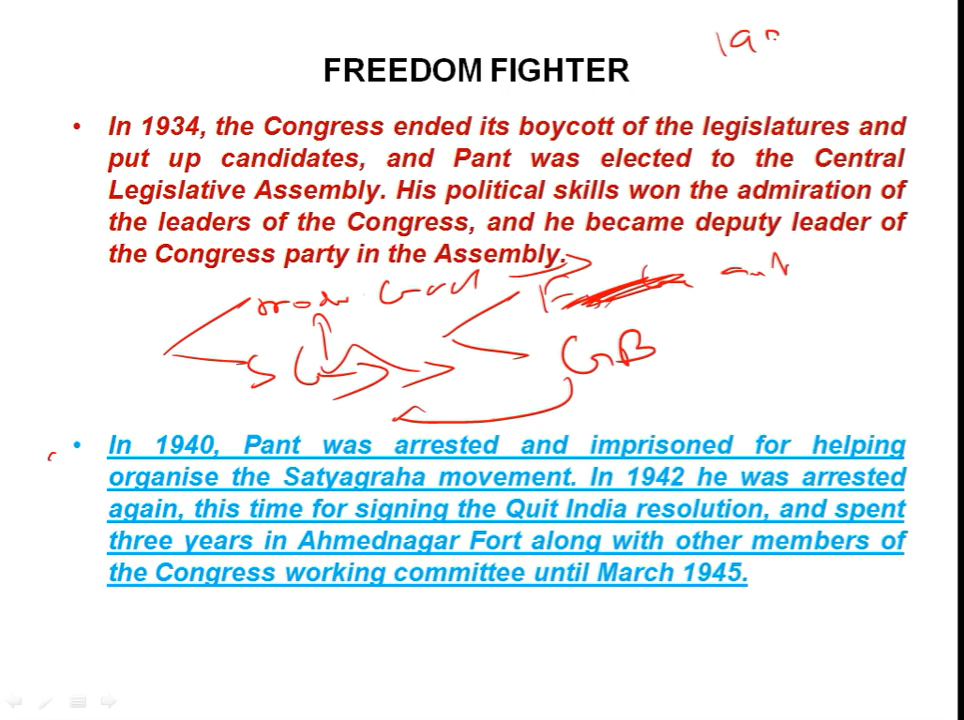 FREEDOM FIGHTER
• In 1934, the Congress ended its boycott of the legislatures and
put up candidates, and Pant was elected to the Central
Legislative Assembly. His political skills won the admiration of
the leaders of the Congress, and he became deputy leader of
the Congress party in the Assembly.
GB
• In 1940, Pant was arrested and imprisoned for helping
organise the Satyagraha movement. In 1942 he was arrested
again, this time for signing the Quit India resolution, and spent
three years in Ahmednagar Fort along with other members of
the Congress working committee until March 1945.